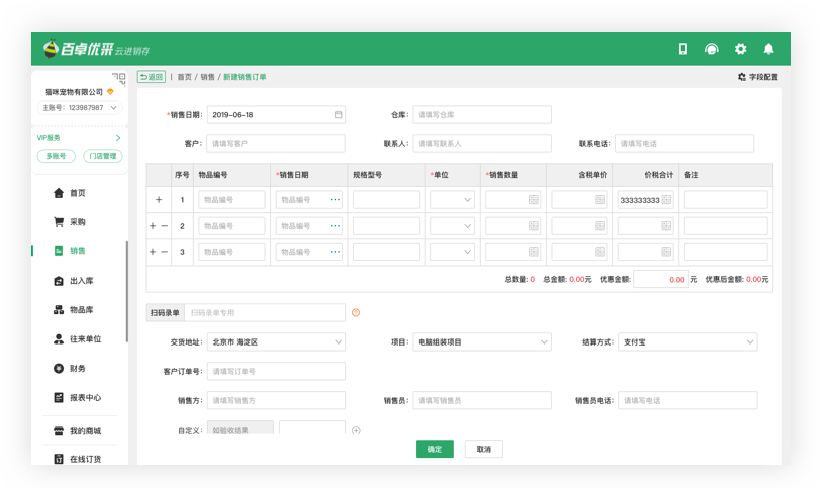 百卓优采 云进销存
猫咪宠物有限公司
主账号: 123987987
VIP服务
多账号 门店管理
首页
采购
销售
出入库
物品库
往来单位
财务
报表中心
我的商城
在线订货
返回 | 首页 / 销售 / 新建销售订单 字段配置
*销售日期: 2019-06-18 仓库: 请填写仓库
客户: 请填写客户 联系人: 请填写联系人 联系电话: 请填写电话
序号 物品编号 *销售日期 规格型号 *单位 *销售数量 含税单价 价税合计 备注
+ 1 物品编号 物品编号 ··· 333333333
+ − 2 物品编号 物品编号 ···
+ − 3 物品编号 物品编号 ···
总数量: 0 总金额: 0.00元 优惠金额: 0.00 元 优惠后金额: 0.00元
扫码录单 扫码录单专用
交货地址: 北京市 海淀区 项目: 电脑组装项目 结算方式: 支付宝
客户订单号: 请填写订单号
销售方: 请填写销售方 销售员: 请填写销售员 销售员电话: 请填写电话
自定义: 如验收结果
确定 取消